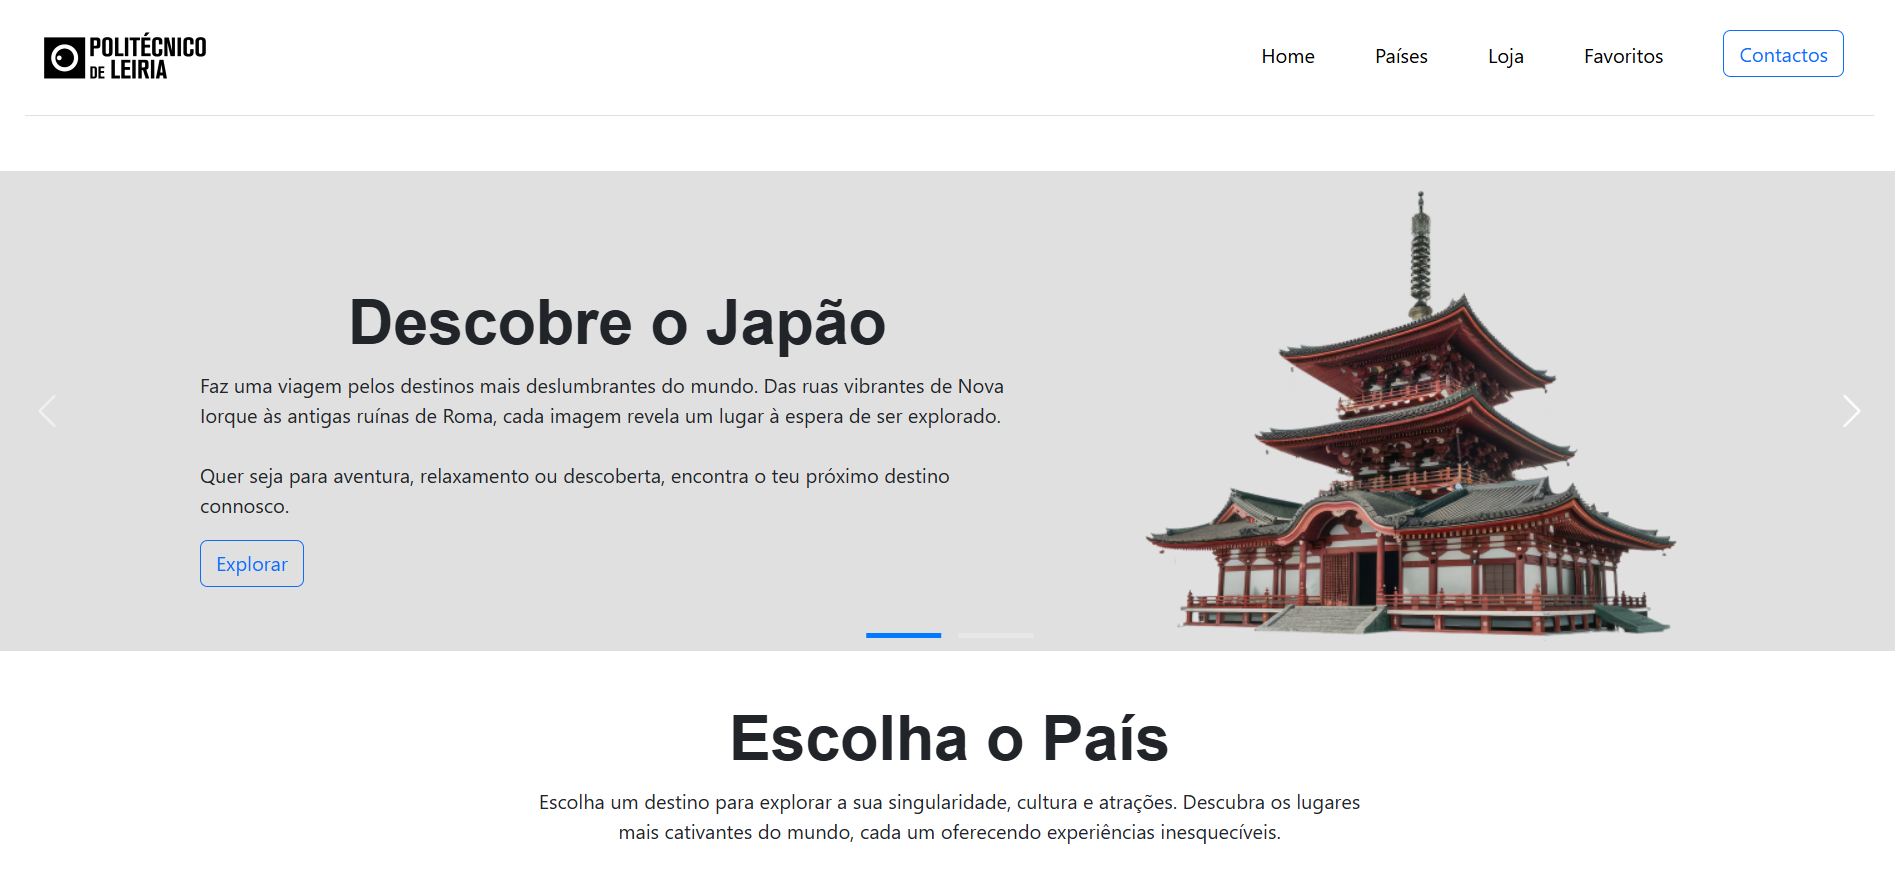 POLITÉCNICO
DE LEIRIA
Home
Países
Loja
Favoritos
Contactos
Descobre o Japão
Faz uma viagem pelos destinos mais deslumbrantes do mundo. Das ruas vibrantes de Nova
Iorque às antigas ruínas de Roma, cada imagem revela um lugar à espera de ser explorado.
Quer seja para aventura, relaxamento ou descoberta, encontra o teu próximo destino
connosco.
Explorar
Escolha o País
Escolha um destino para explorar a sua singularidade, cultura e atrações. Descubra os lugares
mais cativantes do mundo, cada um oferecendo experiências inesquecíveis.